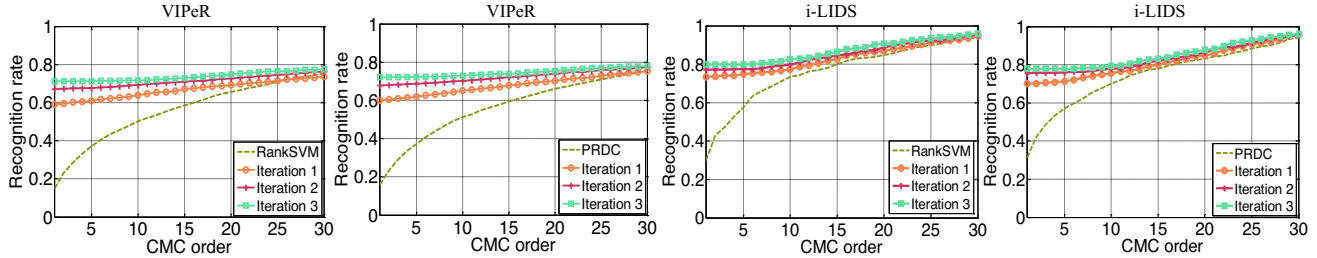 VIPeR
Recognition rate
1
0.8
0.6
0.4
0.2
0
5 10 15 20 25 30
CMC order
RankSVM
Iteration 1
Iteration 2
Iteration 3
VIPeR
Recognition rate
1
0.8
0.6
0.4
0.2
0
5 10 15 20 25 30
CMC order
PRDC
Iteration 1
Iteration 2
Iteration 3
i-LIDS
Recognition rate
1
0.8
0.6
0.4
0.2
0
5 10 15 20 25 30
CMC order
RankSVM
Iteration 1
Iteration 2
Iteration 3
i-LIDS
Recognition rate
1
0.8
0.6
0.4
0.2
0
5 10 15 20 25 30
CMC order
PRDC
Iteration 1
Iteration 2
Iteration 3